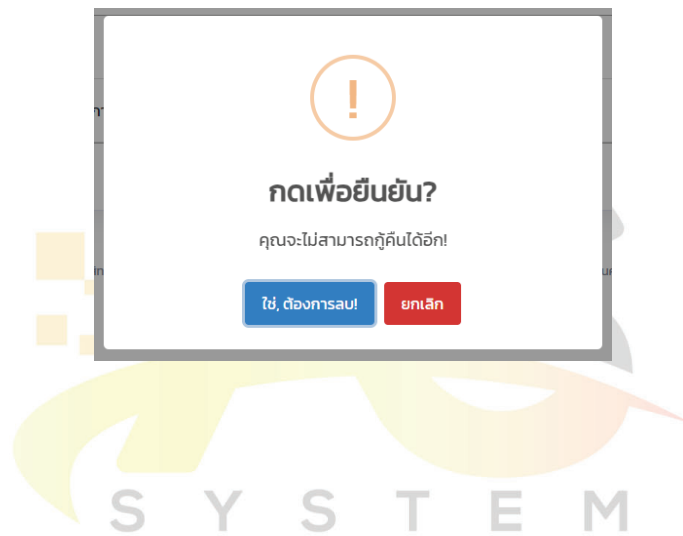 กดเพื่อยืนยัน?
คุณจะไม่สามารถกู้คืนได้อีก!
ใช่, ต้องการลบ!
ยกเลิก
SYSTEM